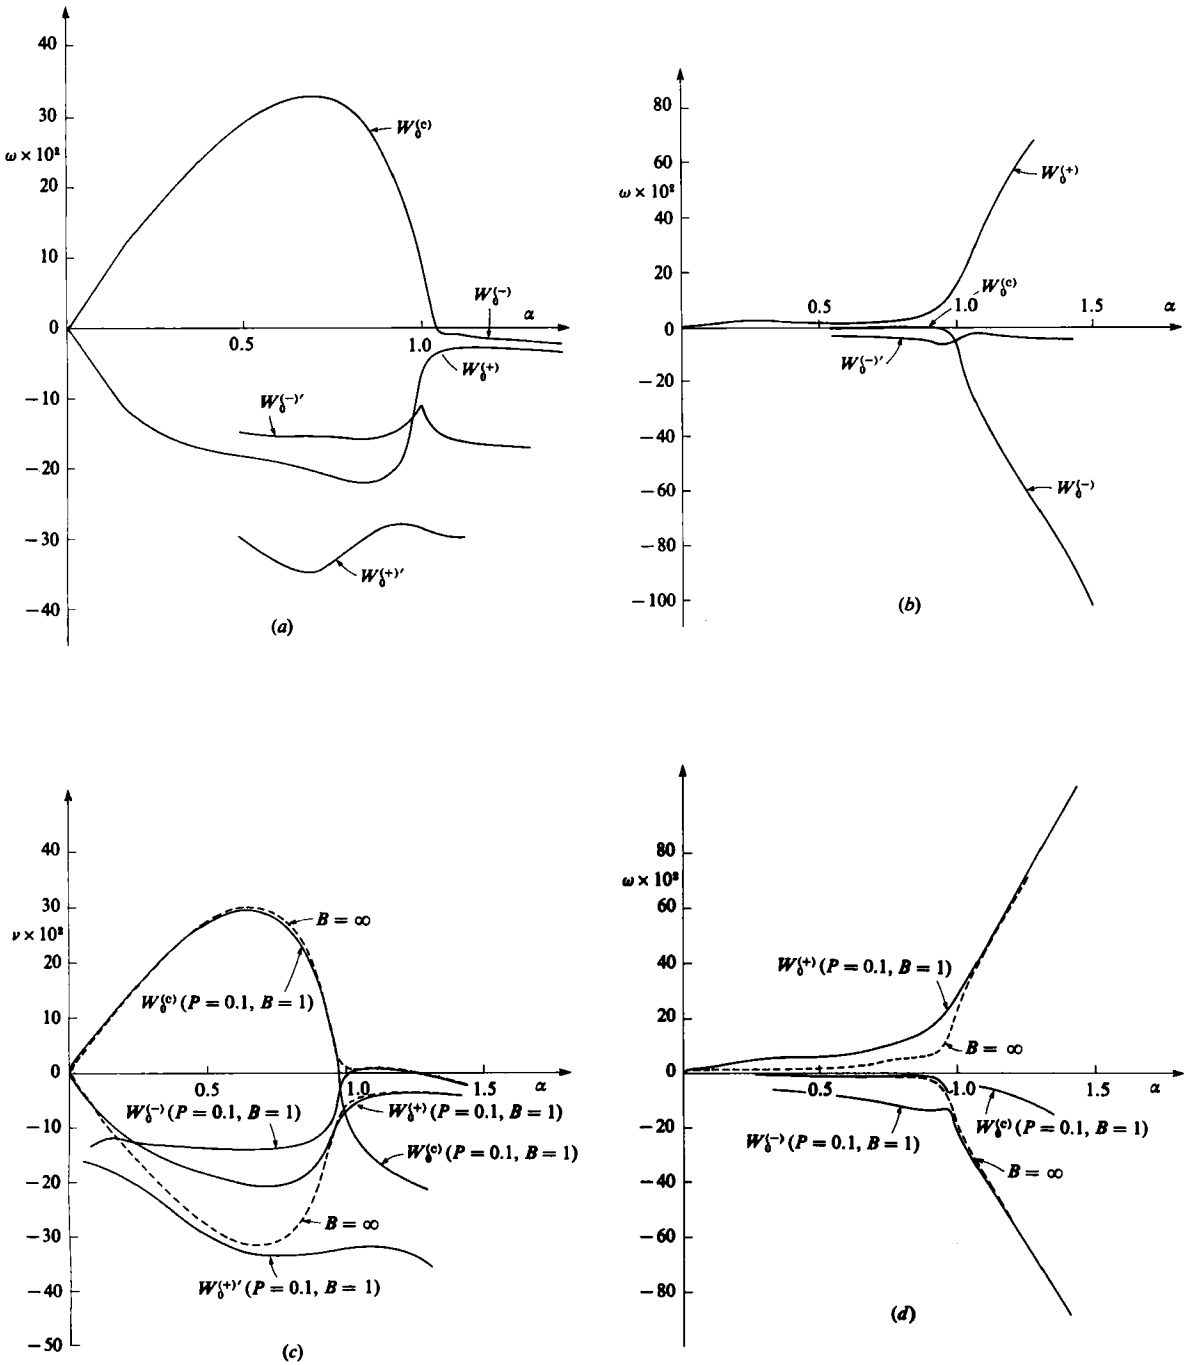 40
30
ω × 10²
20
10
0
−10
−20
−30
−40
0.5
1.0
α
W₀⁽ᶜ⁾
W₀⁽⁻⁾
W₀⁽⁺⁾
W₀⁽⁻⁾′
W₀⁽⁺⁾′
(a)
80
60
ω × 10²
40
20
0
−20
−40
−60
−80
−100
0.5
1.0
1.5
α
W₀⁽⁺⁾
W₀⁽ᶜ⁾
W₀⁽⁻⁾′
W₀⁽⁻⁾
(b)
40
30
ν × 10²
20
10
0
−10
−20
−30
−40
−50
0.5
1.0
1.5
α
B = ∞
W₀⁽ᶜ⁾ (P = 0.1, B = 1)
W₀⁽⁻⁾ (P = 0.1, B = 1)
W₀⁽⁺⁾ (P = 0.1, B = 1)
W₀⁽ᶜ⁾ (P = 0.1, B = 1)
B = ∞
W₀⁽⁺⁾′ (P = 0.1, B = 1)
(c)
80
ω × 10²
60
40
20
0
−20
−40
−60
−80
0.5
1.0
1.5
α
W₀⁽⁺⁾ (P = 0.1, B = 1)
B = ∞
W₀⁽ᶜ⁾ (P = 0.1, B = 1)
W₀⁽⁻⁾ (P = 0.1, B = 1)
B = ∞
(d)